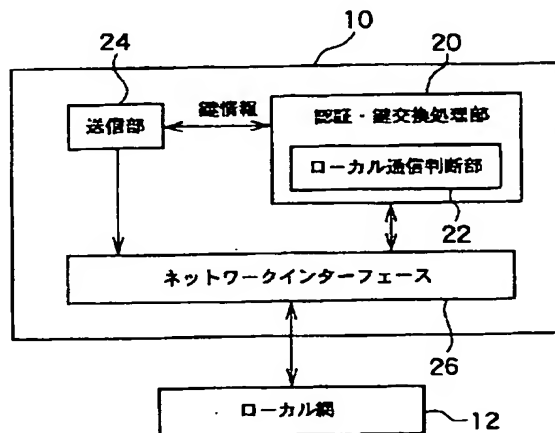 10
24
20
送信部
鍵情報
認証・鍵交換処理部
ローカル通信判断部
22
ネットワークインターフェース
26
ローカル網
12